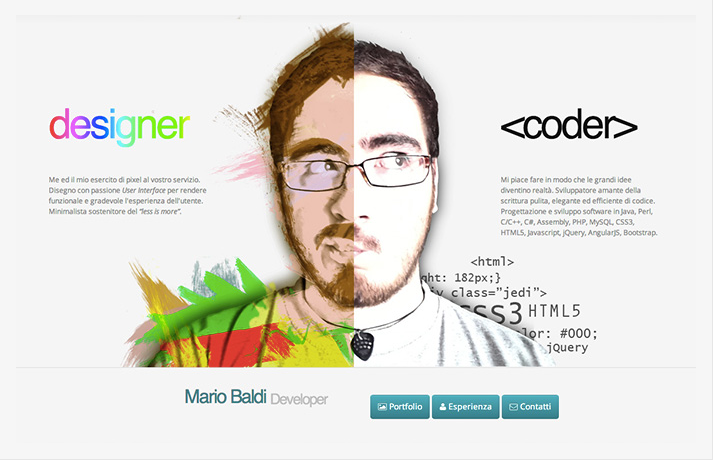 designer
Me ed il mio esercito di pixel al vostro servizio.
Disegno con passione User Interface per rendere
funzionale e gradevole l'esperienza dell'utente.
Minimalista sostenitore del "less is more".
<coder>
Mi piace fare in modo che le grandi idee
diventino realtà. Sviluppatore amante della
scrittura pulita, elegante ed efficiente di codice.
Progettazione e sviluppo software in Java, Perl,
C/C++, C#, Assembly, PHP, MySQL, CSS3,
HTML5, Javascript, jQuery, AngularJS, Bootstrap.
<html>
ght: 182px;}
iv class="jedi">
css3 HTML5
olor: #000;
jQuery
Mario Baldi Developer
Portfolio Esperienza Contatti